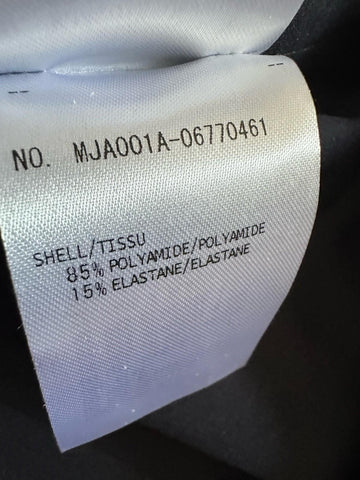 NO. MJA001A-06770461
SHELL/TISSU
85% POLYAMIDE/POLYAMIDE
15% ELASTANE/ELASTANE